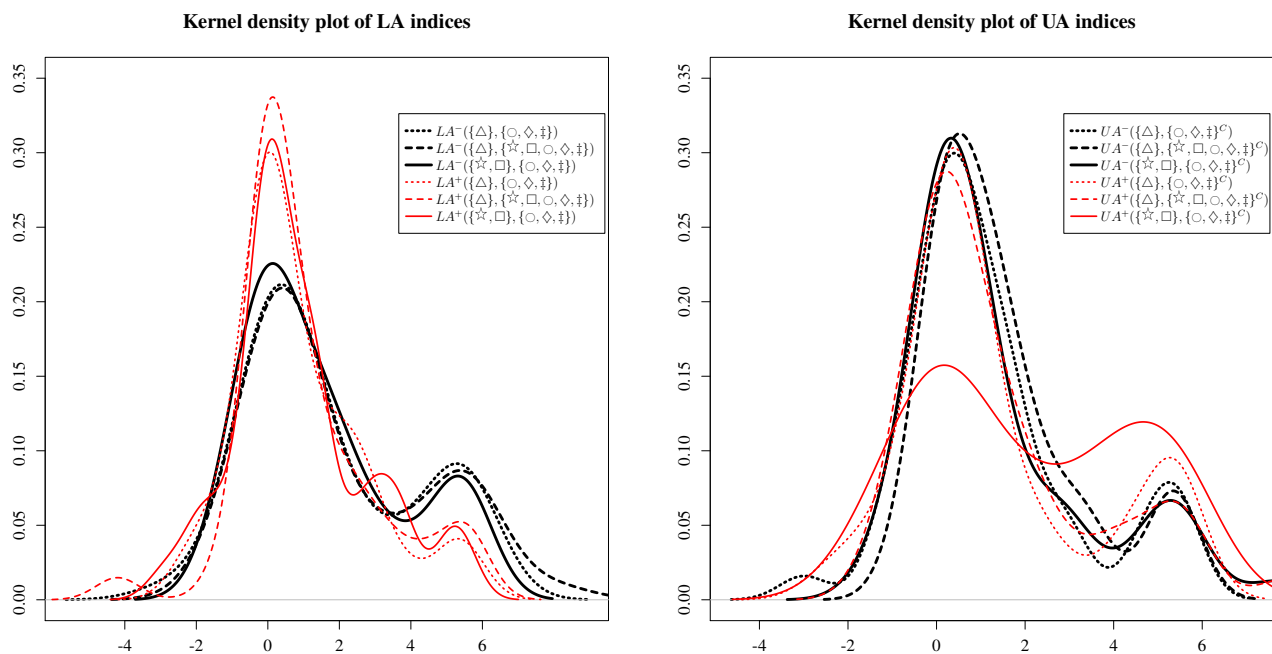 Kernel density plot of LA indices
0.35
0.30
0.25
0.20
0.15
0.10
0.05
0.00
-4 -2 0 2 4 6
LA⁻({△}, {○, ◇, ‡})
LA⁻({△}, {☆, □, ○, ◇, ‡})
LA⁻({☆, □}, {○, ◇, ‡})
LA⁺({△}, {○, ◇, ‡})
LA⁺({△}, {☆, □, ○, ◇, ‡})
LA⁺({☆, □}, {○, ◇, ‡})
Kernel density plot of UA indices
0.35
0.30
0.25
0.20
0.15
0.10
0.05
0.00
-4 -2 0 2 4 6
UA⁻({△}, {○, ◇, ‡}ᶜ)
UA⁻({△}, {☆, □, ○, ◇, ‡}ᶜ)
UA⁻({☆, □}, {○, ◇, ‡}ᶜ)
UA⁺({△}, {○, ◇, ‡}ᶜ)
UA⁺({△}, {☆, □, ○, ◇, ‡}ᶜ)
UA⁺({☆, □}, {○, ◇, ‡}ᶜ)